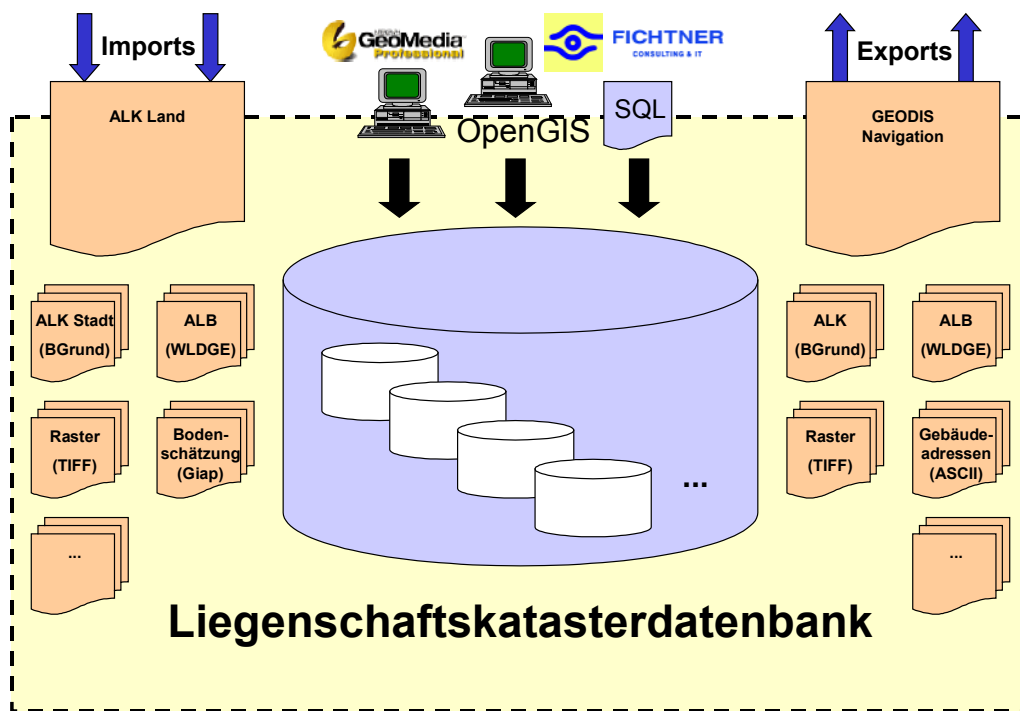 Imports
GeoMedia
Professional
FICHTNER
CONSULTING & IT
Exports
ALK Land
OpenGIS
SQL
GEODIS
Navigation
ALK Stadt
(BGrund)
ALB
(WLDGE)
Raster
(TIFF)
Boden-
schätzung
(Giap)
...
...
ALK
(BGrund)
ALB
(WLDGE)
Raster
(TIFF)
Gebäude-
adressen
(ASCII)
...
Liegenschaftskatasterdatenbank